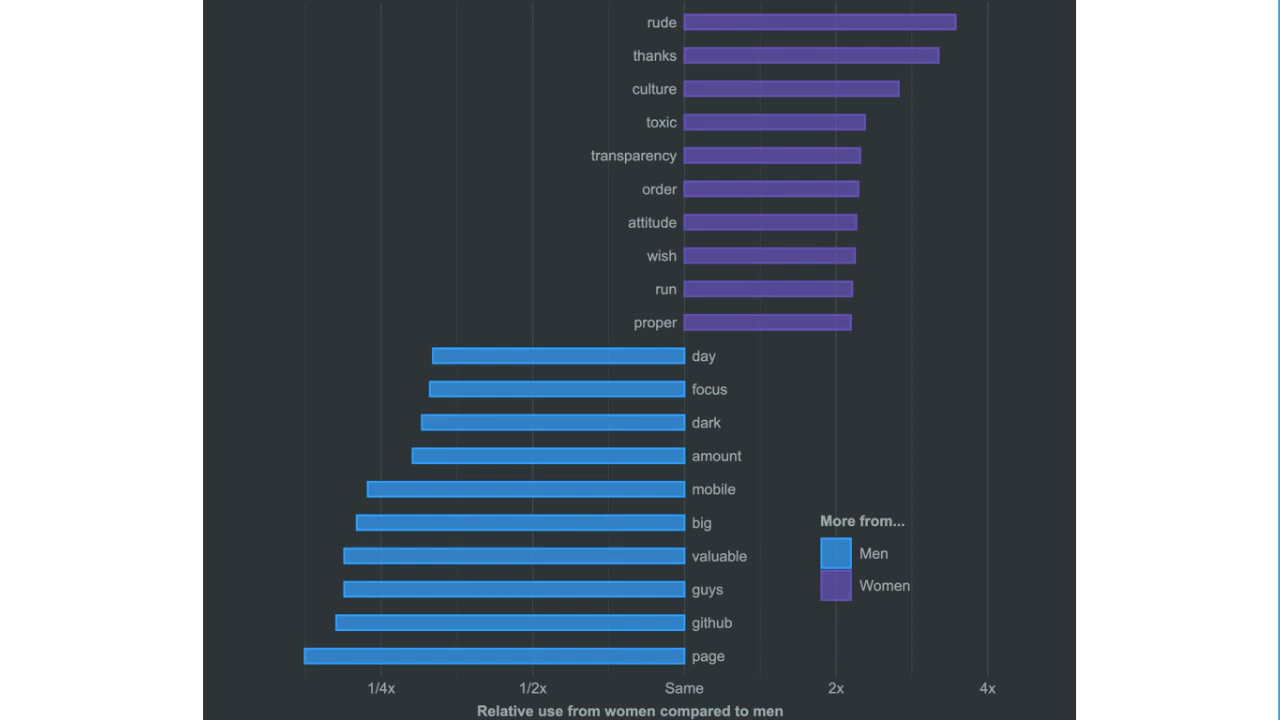 rude
thanks
culture
toxic
transparency
order
attitude
wish
run
proper
day
focus
dark
amount
mobile
big
valuable
guys
github
page
More from...
Men
Women
1/4x 1/2x Same 2x 4x
Relative use from women compared to men